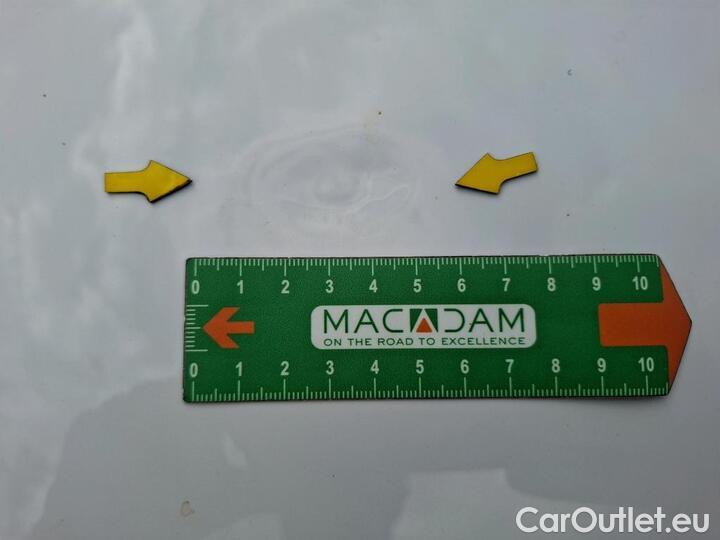 0 1 2 3 4 5 6 7 8 9 10
MACADAM
ON THE ROAD TO EXCELLENCE
0 1 2 3 4 5 6 7 8 9 10
CarOutlet.eu